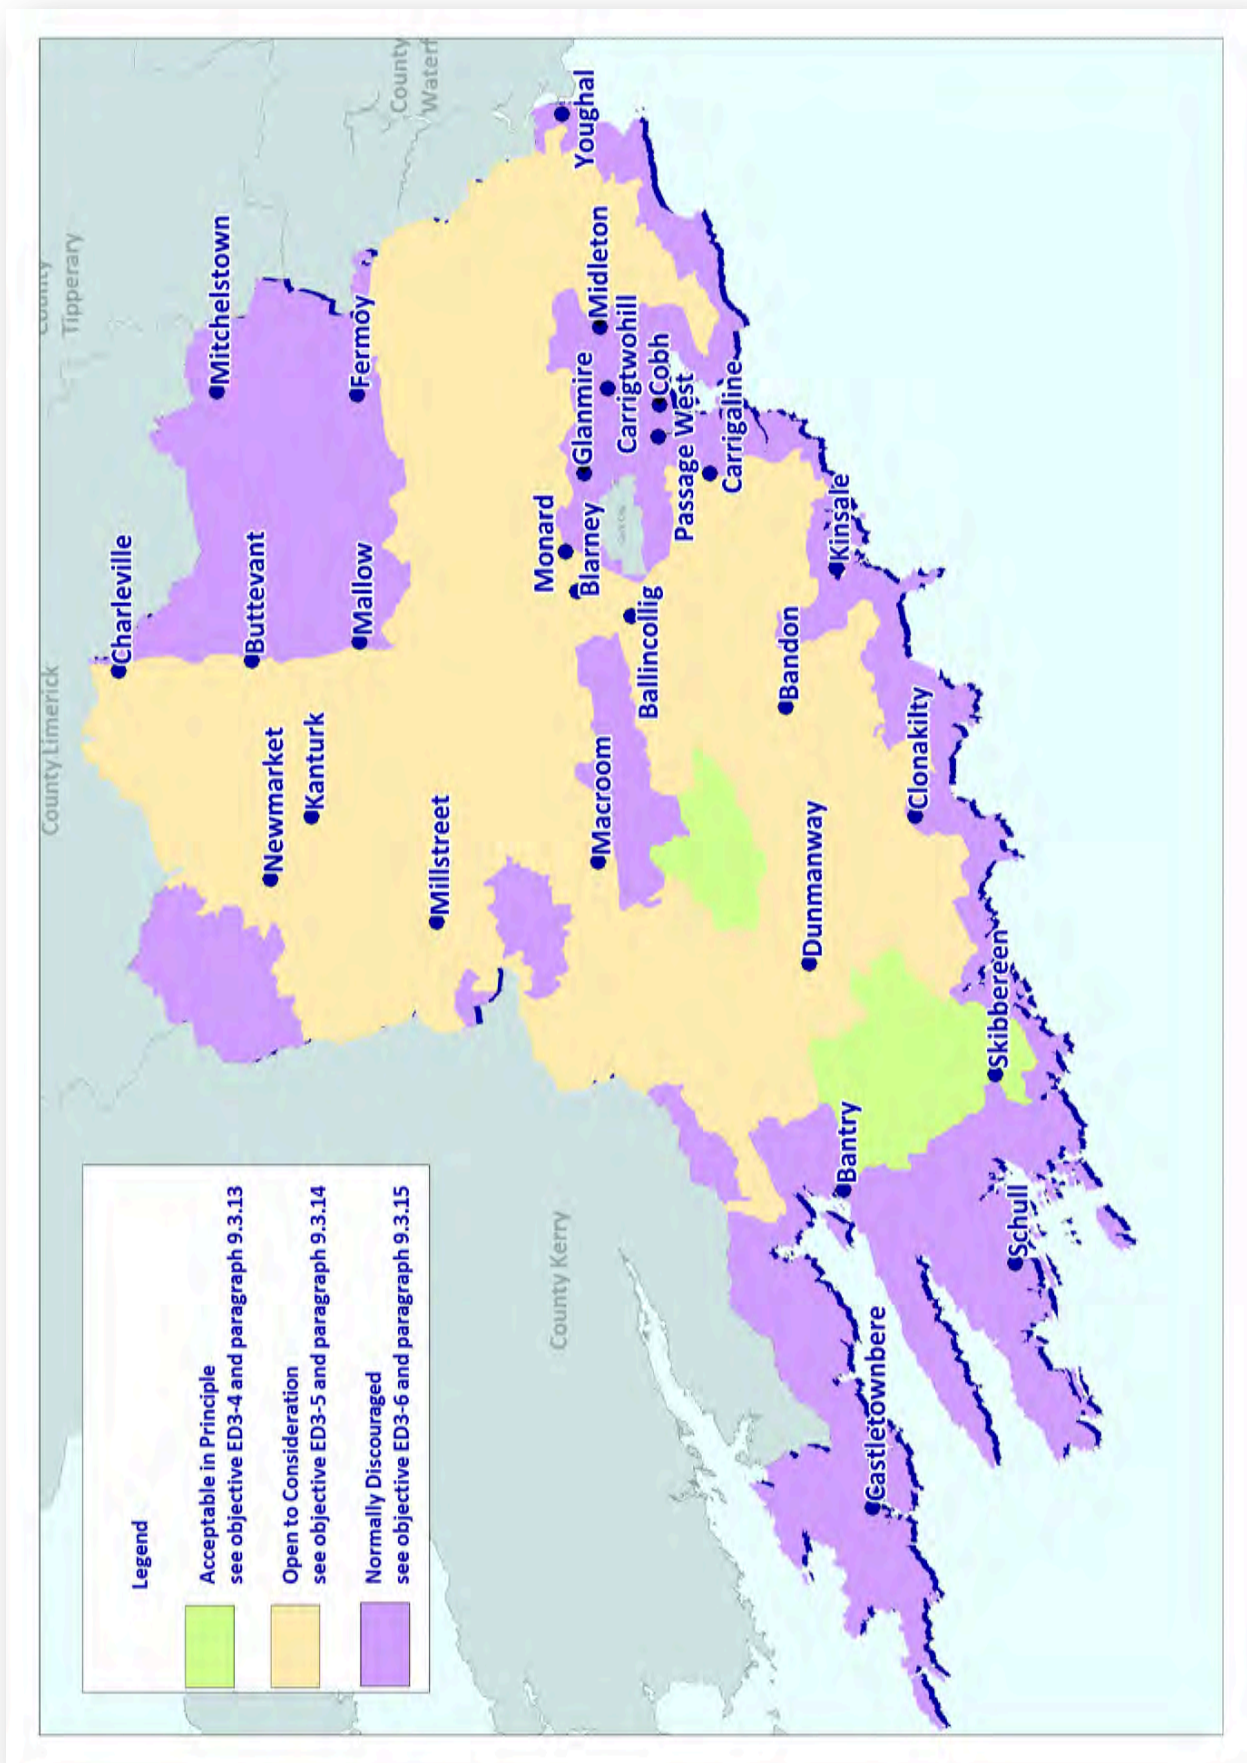 Legend
Acceptable in Principle
see objective ED3-4 and paragraph 9.3.13
Open to Consideration
see objective ED3-5 and paragraph 9.3.14
Normally Discouraged
see objective ED3-6 and paragraph 9.3.15
County Limerick
County
Tipperary
County
Waterf
County Kerry
Charleville
Mitchelstown
Buttevant
Newmarket
Kanturk
Mallow
Fermoy
Millstreet
Monard
Blarney
Glanmire
Midleton
Youghal
Carrigtwohill
Cobh
Passage West
Carrigaline
Macroom
Ballincollig
Bandon
Kinsale
Dunmanway
Clonakilty
Bantry
Skibbereen
Schull
Castletownbere